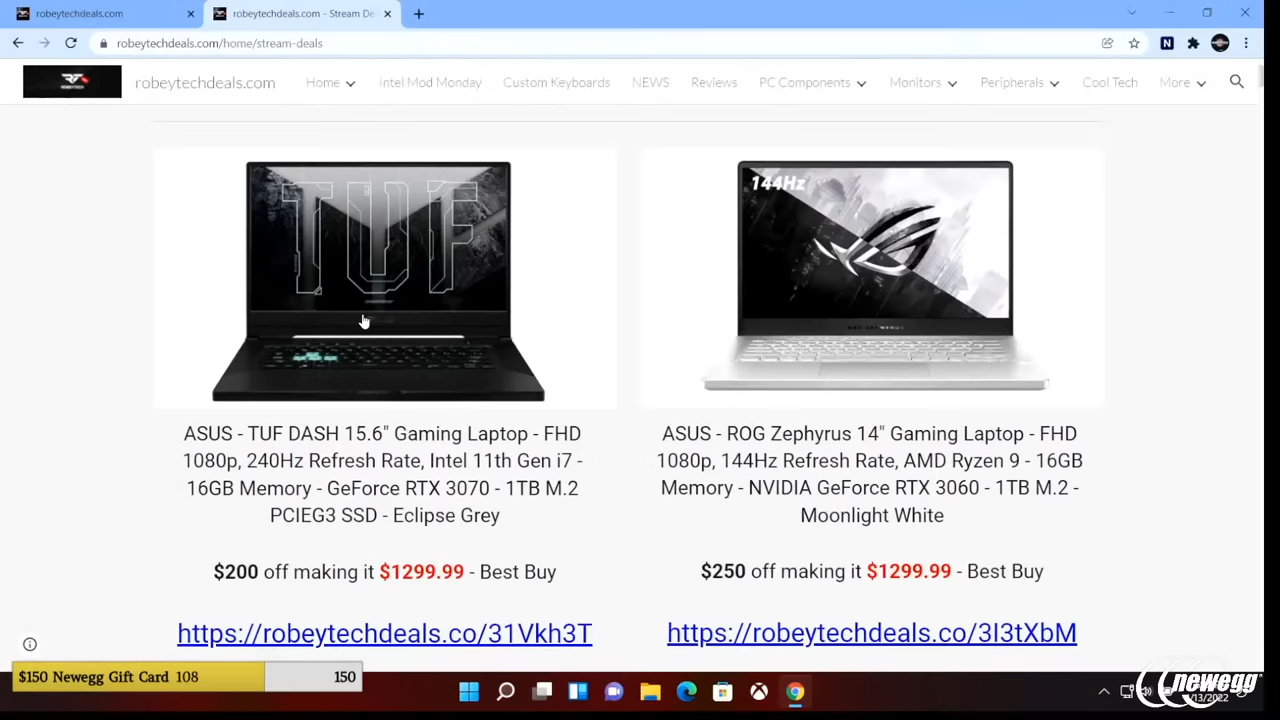 robeytechdeals.com
robeytechdeals.com - Stream De
robeytechdeals.com/home/stream-deals
robeytechdeals.com
Home
Intel Mod Monday
Custom Keyboards
NEWS
Reviews
PC Components
Monitors
Peripherals
Cool Tech
More
TUF
144Hz
ASUS - TUF DASH 15.6" Gaming Laptop - FHD
1080p, 240Hz Refresh Rate, Intel 11th Gen i7 -
16GB Memory - GeForce RTX 3070 - 1TB M.2
PCIEG3 SSD - Eclipse Grey
$200 off making it $1299.99 - Best Buy
https://robeytechdeals.co/31Vkh3T
ASUS - ROG Zephyrus 14" Gaming Laptop - FHD
1080p, 144Hz Refresh Rate, AMD Ryzen 9 - 16GB
Memory - NVIDIA GeForce RTX 3060 - 1TB M.2 -
Moonlight White
$250 off making it $1299.99 - Best Buy
https://robeytechdeals.co/3I3tXbM
$150 Newegg Gift Card 108
150
newegg
/13/2022